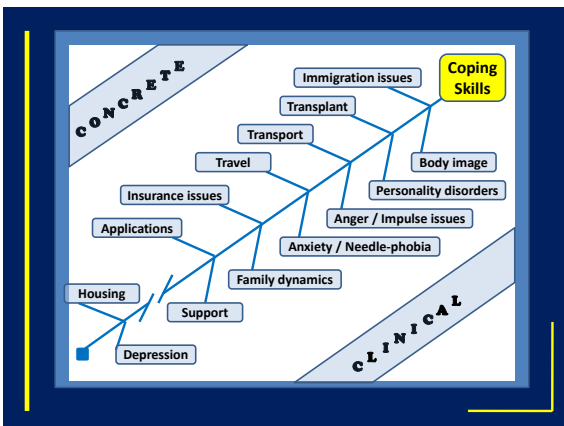 CONCRETE
Coping
Skills
Immigration issues
Transplant
Transport
Travel
Body image
Insurance issues
Personality disorders
Anger / Impulse issues
Applications
Anxiety / Needle-phobia
Family dynamics
Housing
Support
CLINICAL
Depression